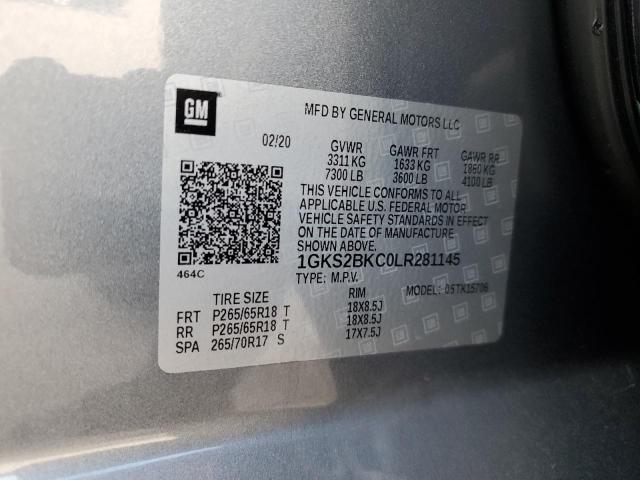 GM
MFD BY GENERAL MOTORS LLC
02/20
GVWR GAWR FRT GAWR RR
3311 KG 1633 KG 1860 KG
7300 LB 3600 LB 4100 LB
THIS VEHICLE CONFORMS TO ALL
APPLICABLE U.S. FEDERAL MOTOR
VEHICLE SAFETY STANDARDS IN EFFECT
ON THE DATE OF MANUFACTURE
SHOWN ABOVE.
1GKS2BKC0LR281145
464C
TYPE: M.P.V. MODEL: 05TK15706
TIRE SIZE RIM
FRT P265/65R18 T 18X8.5J
RR P265/65R18 T 18X8.5J
SPA 265/70R17 S 17X7.5J